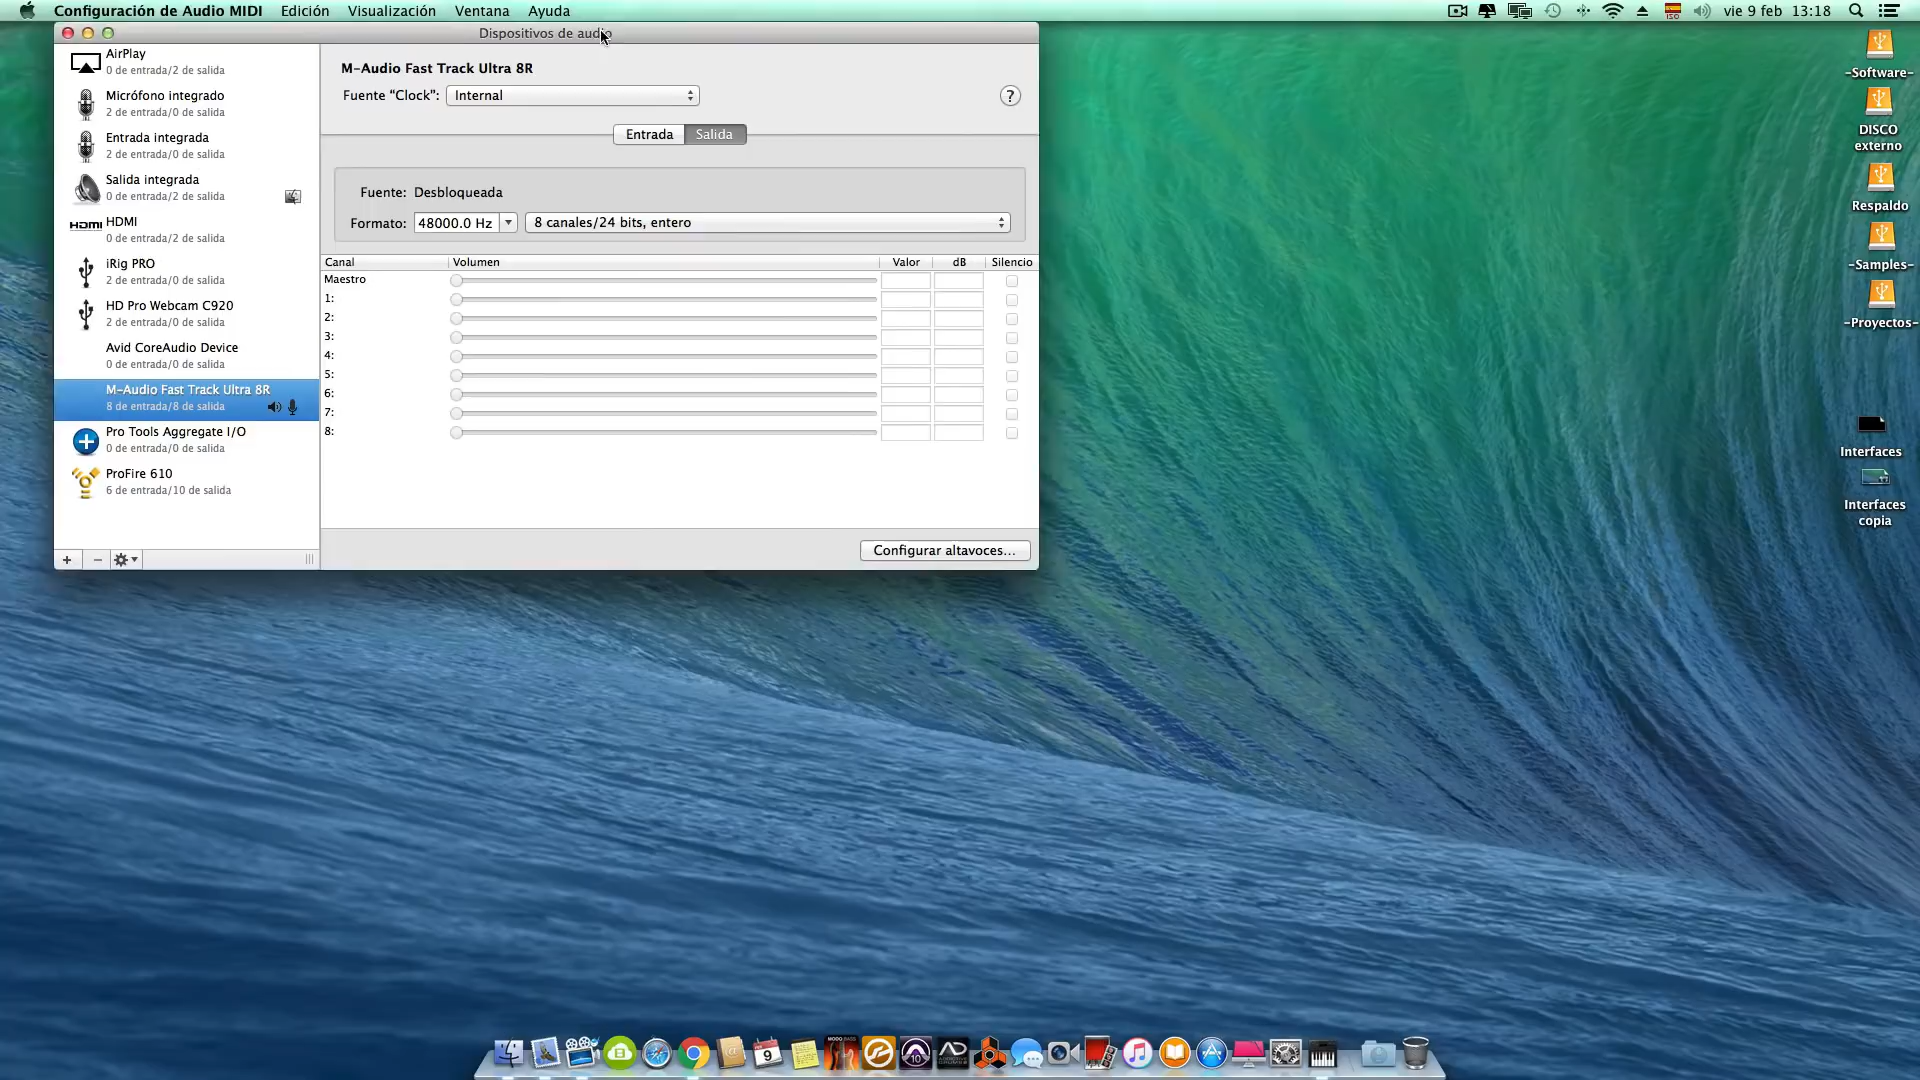 Configuración de Audio MIDI Edición Visualización Ventana Ayuda
vie 9 feb 13:18
Dispositivos de audio
AirPlay
0 de entrada/2 de salida
Micrófono integrado
2 de entrada/0 de salida
Entrada integrada
2 de entrada/0 de salida
Salida integrada
0 de entrada/2 de salida
HDMI HDMI
0 de entrada/2 de salida
iRig PRO
2 de entrada/0 de salida
HD Pro Webcam C920
2 de entrada/0 de salida
Avid CoreAudio Device
0 de entrada/0 de salida
M-Audio Fast Track Ultra 8R
8 de entrada/8 de salida
Pro Tools Aggregate I/O
0 de entrada/0 de salida
ProFire 610
6 de entrada/10 de salida
M-Audio Fast Track Ultra 8R
Fuente “Clock”: Internal
?
Entrada Salida
Fuente: Desbloqueada
Formato: 48000.0 Hz 8 canales/24 bits, entero
Canal Volumen Valor dB Silencio
Maestro
1:
2:
3:
4:
5:
6:
7:
8:
Configurar altavoces...
-Software-
DISCO
externo
Respaldo
-Samples-
-Proyectos-
Interfaces
Interfaces
copia
9
AD